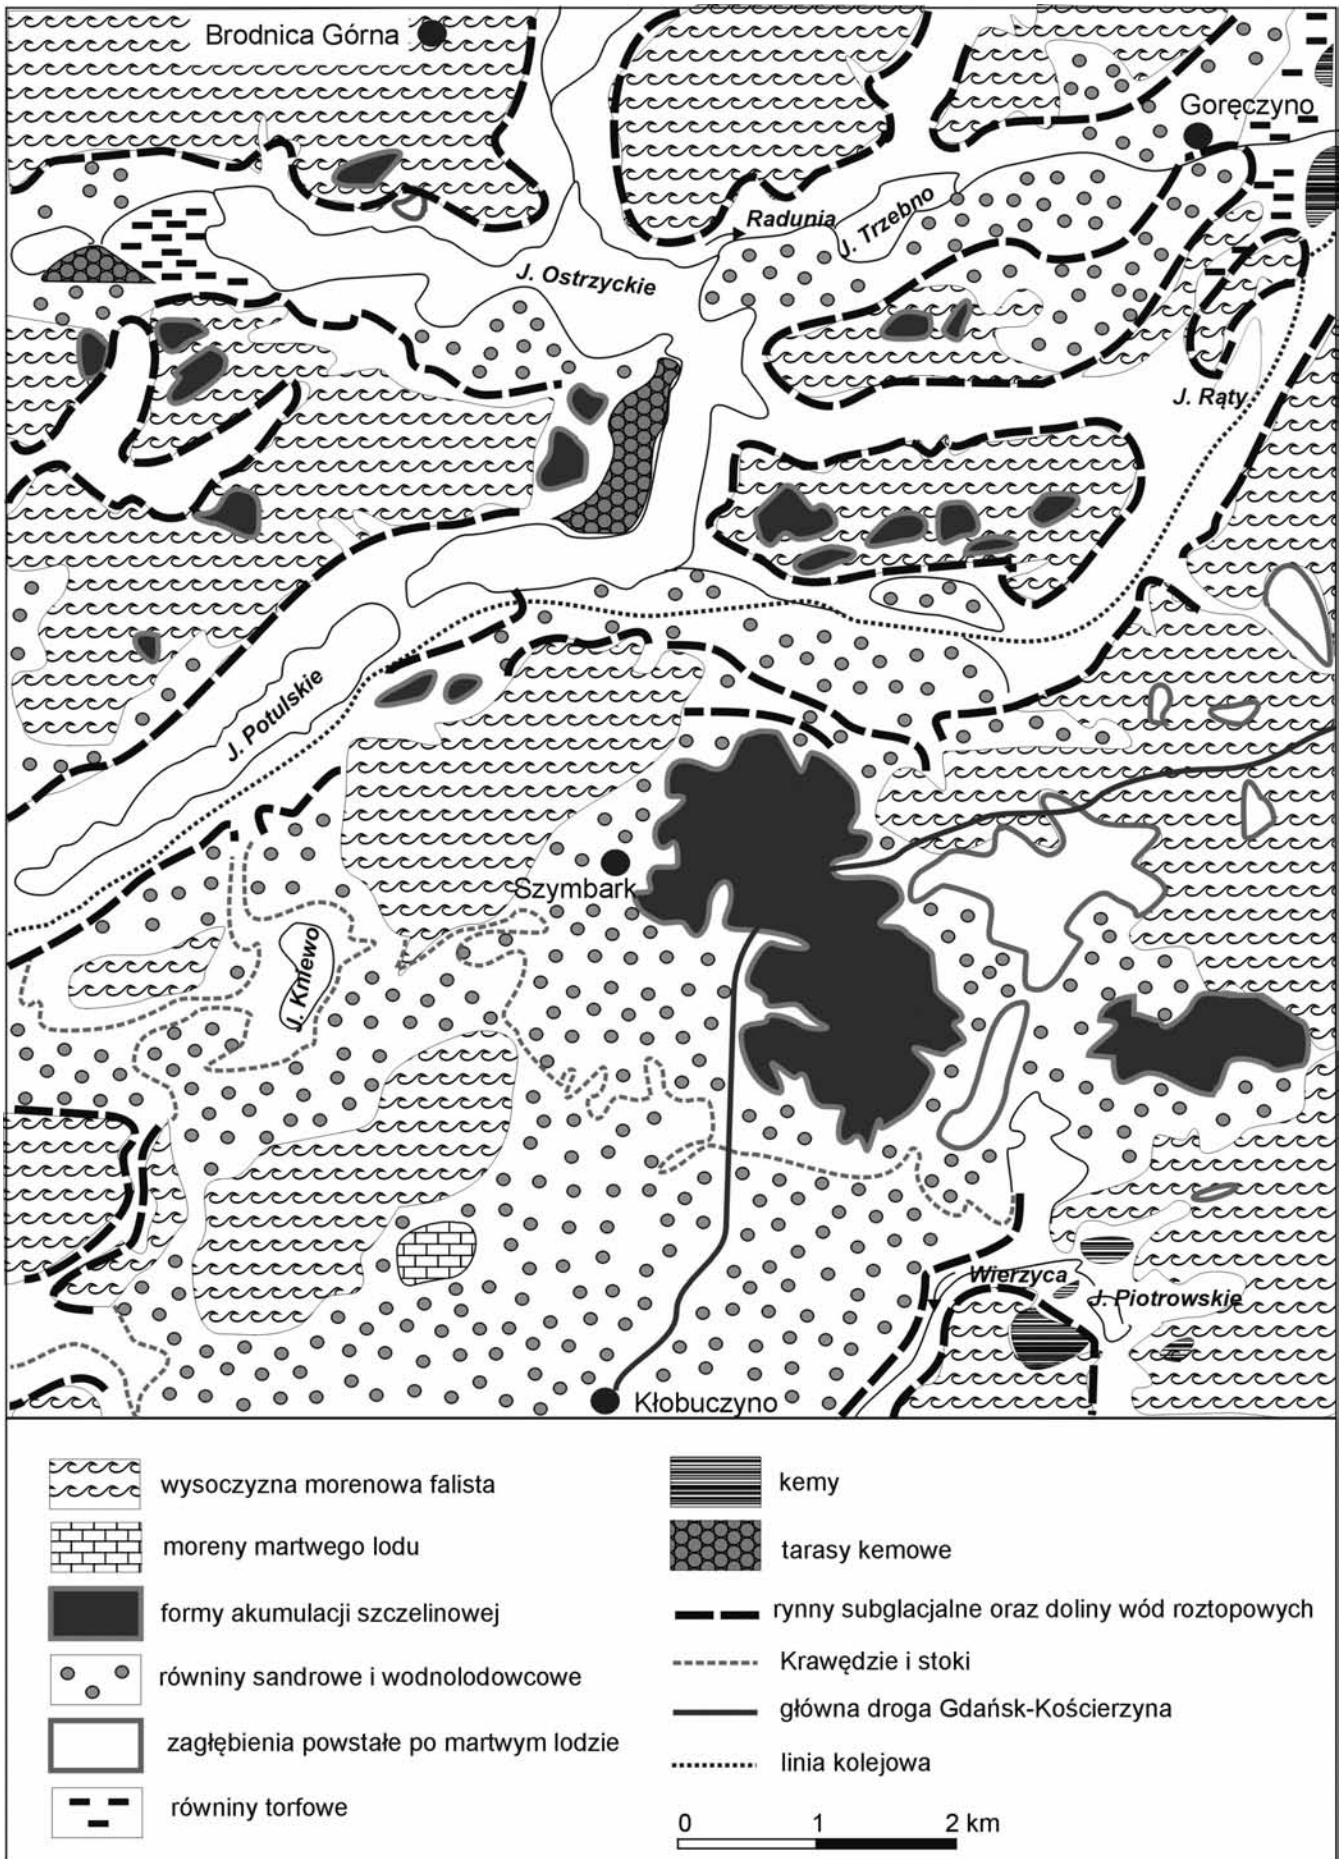 Brodnica Górna
Goręczyno
Radunia
J. Trzebno
J. Ostrzyckie
J. Rąty
J. Potulskie
Szymbark
J. Kniewo
Wierzyca
J. Piotrowskie
Kłobuczyno
wysoczyzna morenowa falista
moreny martwego lodu
formy akumulacji szczelinowej
równiny sandrowe i wodnolodowcowe
zagłębienia powstałe po martwym lodzie
równiny torfowe
kemy
tarasy kemowe
rynny subglacjalne oraz doliny wód roztopowych
Krawędzie i stoki
główna droga Gdańsk-Kościerzyna
linia kolejowa
0 1 2 km